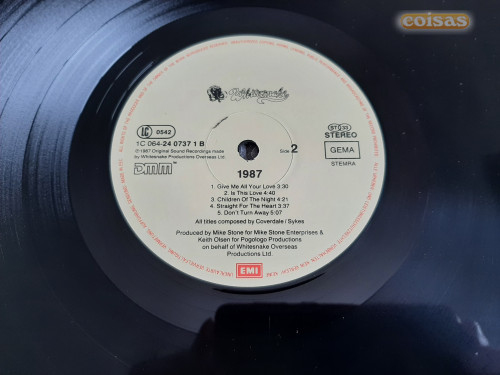 coisas
Whitesnake
LC 0542
1C 064-24 0737 1 B
℗ 1987 Original Sound Recordings made
by Whitesnake Productions Overseas Ltd.
DMM™
ST 33
STEREO
GEMA
STEMRA
Side 2
1987
1. Give Me All Your Love 3:30
2. Is This Love 4:40
3. Children Of The Night 4:21
4. Straight For The Heart 3:37
5. Don't Turn Away 5:07
All titles composed by Coverdale/Sykes
Produced by Mike Stone for Mike Stone Enterprises &
Keith Olsen for Pogologo Productions
on behalf of Whitesnake Overseas
Productions Ltd.
EMI